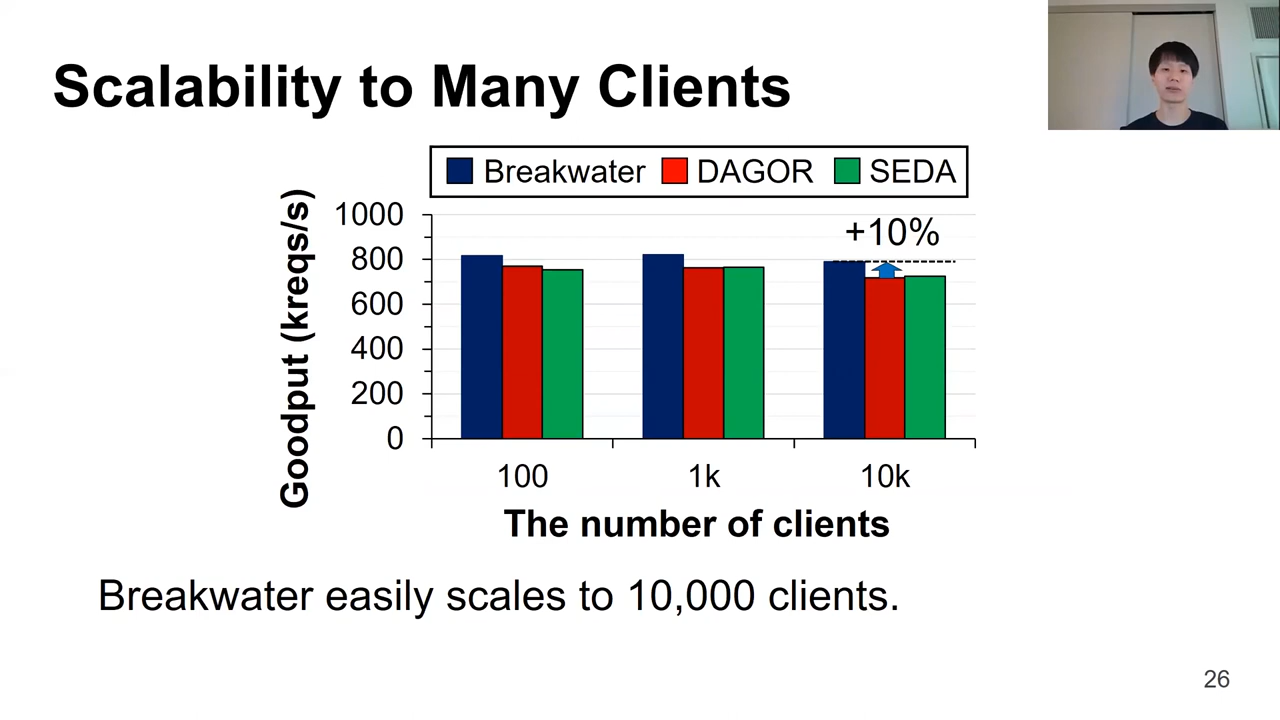 Scalability to Many Clients
Breakwater DAGOR SEDA
Goodput (kreqs/s)
1000
800
600
400
200
0
+10%
100 1k 10k
The number of clients
Breakwater easily scales to 10,000 clients.
26